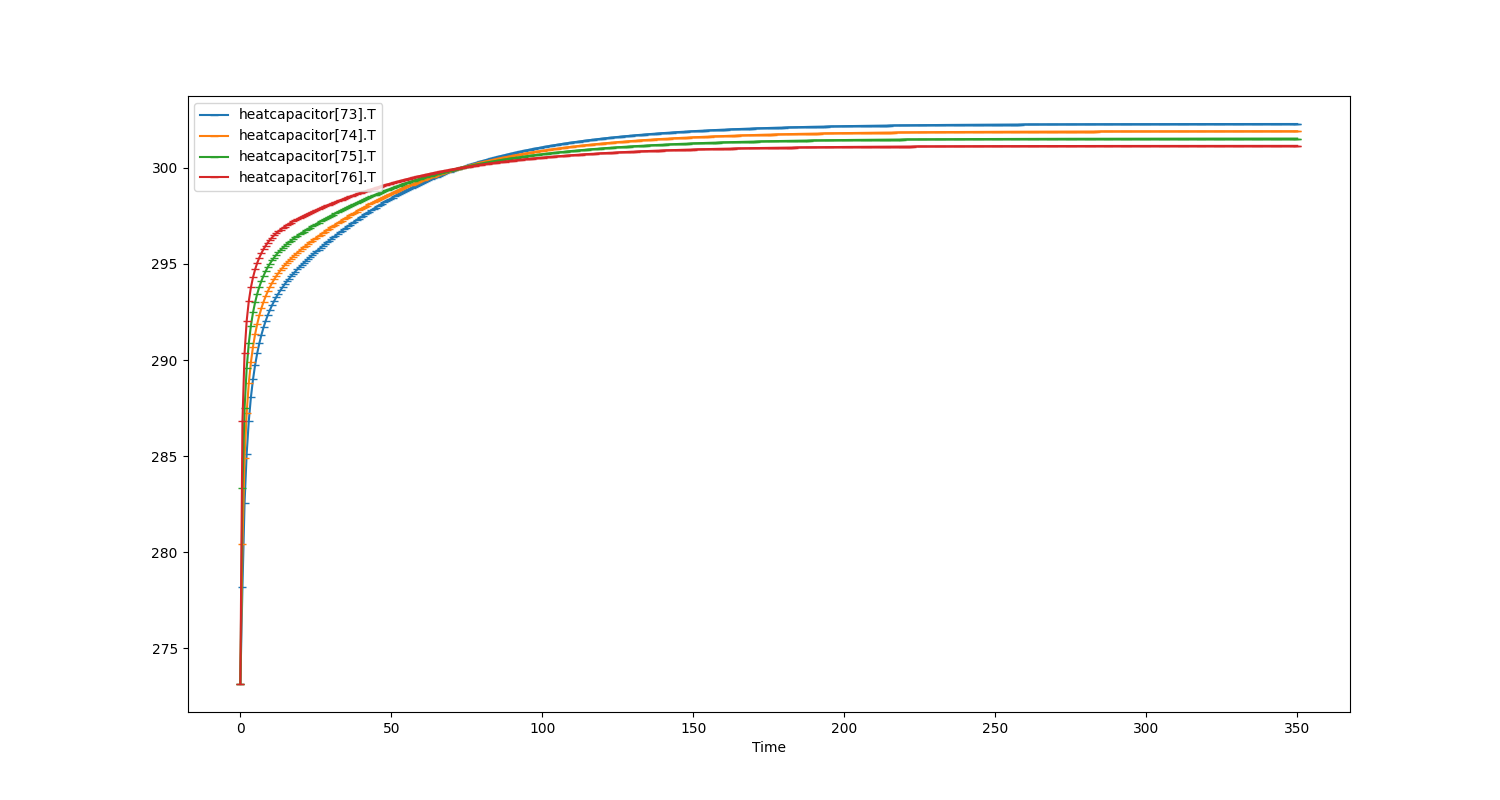 heatcapacitor[73].T
heatcapacitor[74].T
heatcapacitor[75].T
heatcapacitor[76].T
300
295
290
285
280
275
0 50 100 150 200 250 300 350
Time